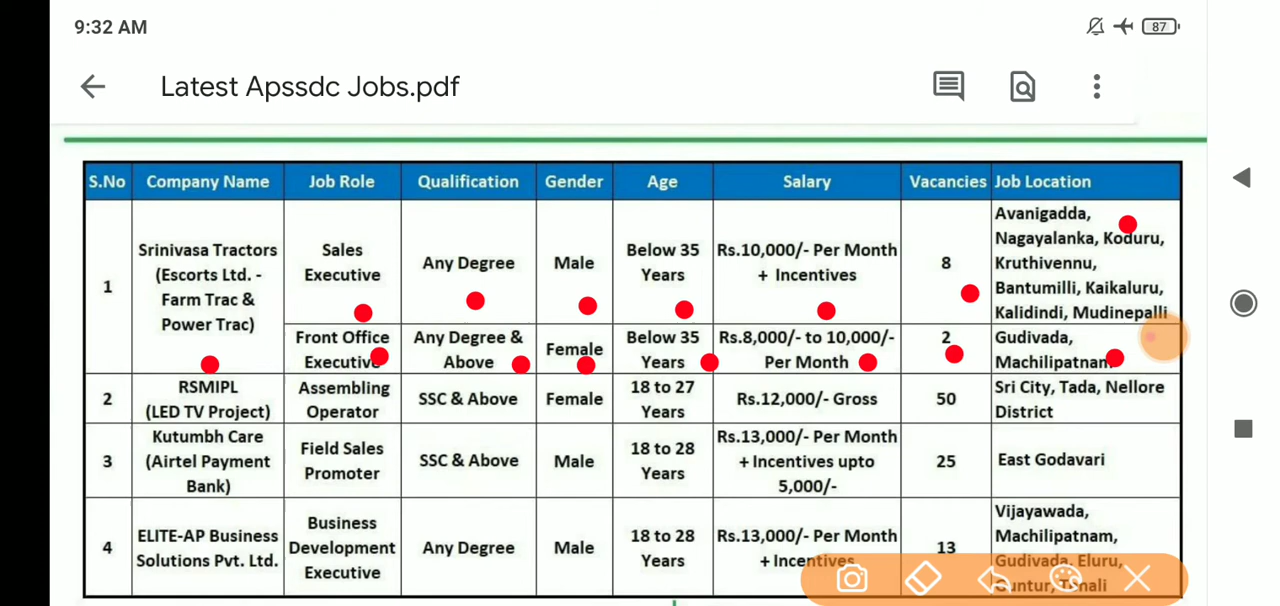 9:32 AM
87
Latest Apssdc Jobs.pdf
S.No Company Name Job Role Qualification Gender Age Salary Vacancies Job Location
1
Srinivasa Tractors
(Escorts Ltd. -
Farm Trac &
Power Trac)
Sales
Executive
Any Degree
Male
Below 35
Years
Rs.10,000/- Per Month
+ Incentives
8
Avanigadda,
Nagayalanka, Koduru,
Kruthivennu,
Bantumilli, Kaikaluru,
Kalidindi, Mudinepalli
Front Office
Executive
Any Degree &
Above
Female
Below 35
Years
Rs.8,000/- to 10,000/-
Per Month
2
Gudivada,
Machilipatnam
2
RSMIPL
(LED TV Project)
Assembling
Operator
SSC & Above
Female
18 to 27
Years
Rs.12,000/- Gross
50
Sri City, Tada, Nellore
District
3
Kutumbh Care
(Airtel Payment
Bank)
Field Sales
Promoter
SSC & Above
Male
18 to 28
Years
Rs.13,000/- Per Month
+ Incentives upto
5,000/-
25
East Godavari
4
ELITE-AP Business
Solutions Pvt. Ltd.
Business
Development
Executive
Any Degree
Male
18 to 28
Years
Rs.13,000/- Per Month
+ Incentives
13
Vijayawada,
Machilipatnam,
Gudivada, Eluru,
Guntur, Tenali